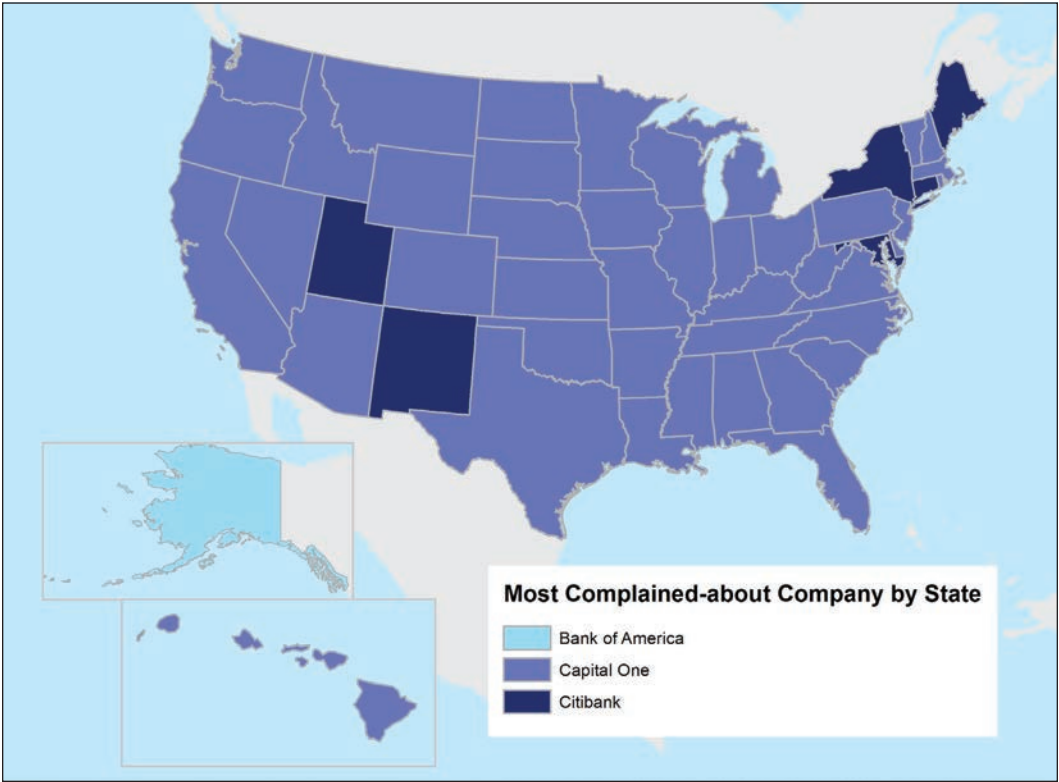 Most Complained-about Company by State
Bank of America
Capital One
Citibank